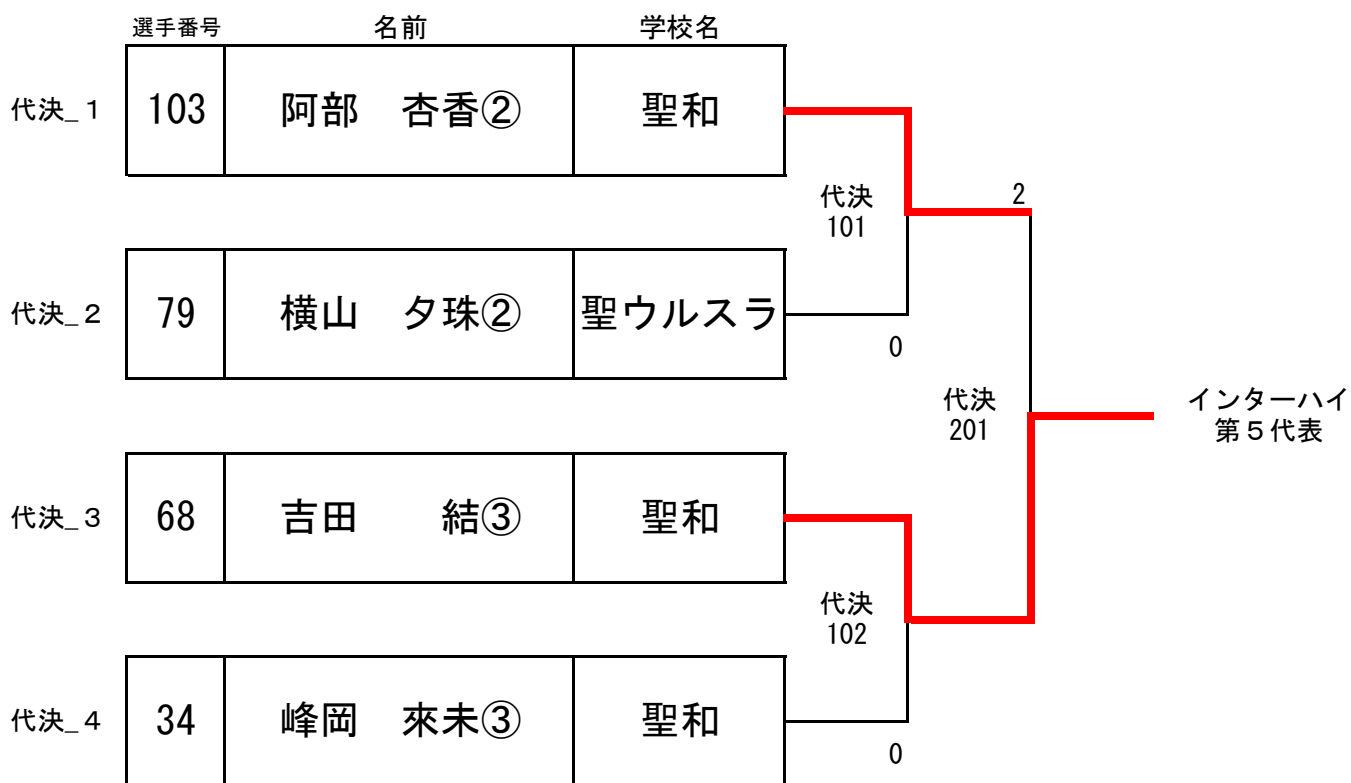 選手番号 名前 学校名
代決_１ 103 阿部　杏香② 聖和
代決
101
2
代決_２ 79 横山　夕珠② 聖ウルスラ
0
代決
201
インターハイ
第５代表
代決_３ 68 吉田　　結③ 聖和
代決
102
代決_４ 34 峰岡　來未③ 聖和
0